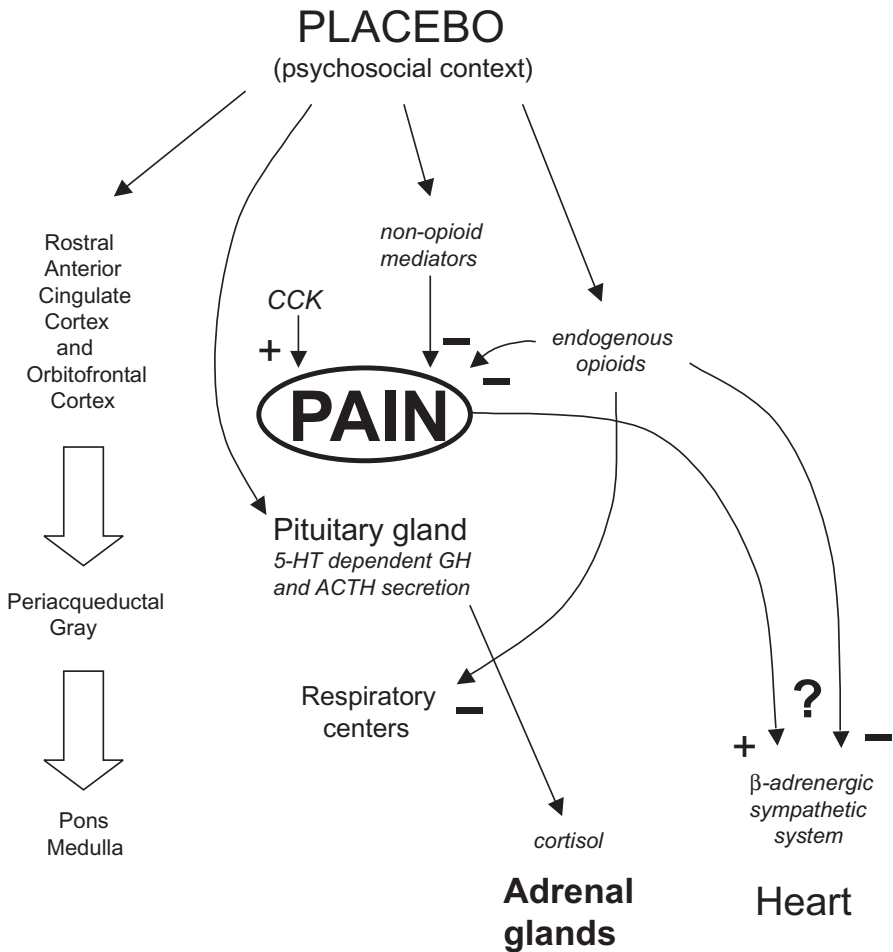 PLACEBO
(psychosocial context)
Rostral
Anterior
Cingulate
Cortex
and
Orbitofrontal
Cortex
Periacqueductal
Gray
Pons
Medulla
non-opioid
mediators
CCK
+
−
−
PAIN
endogenous
opioids
Pituitary gland
5-HT dependent GH
and ACTH secretion
Respiratory
centers
−
cortisol
Adrenal
glands
?
+
−
β-adrenergic
sympathetic
system
Heart